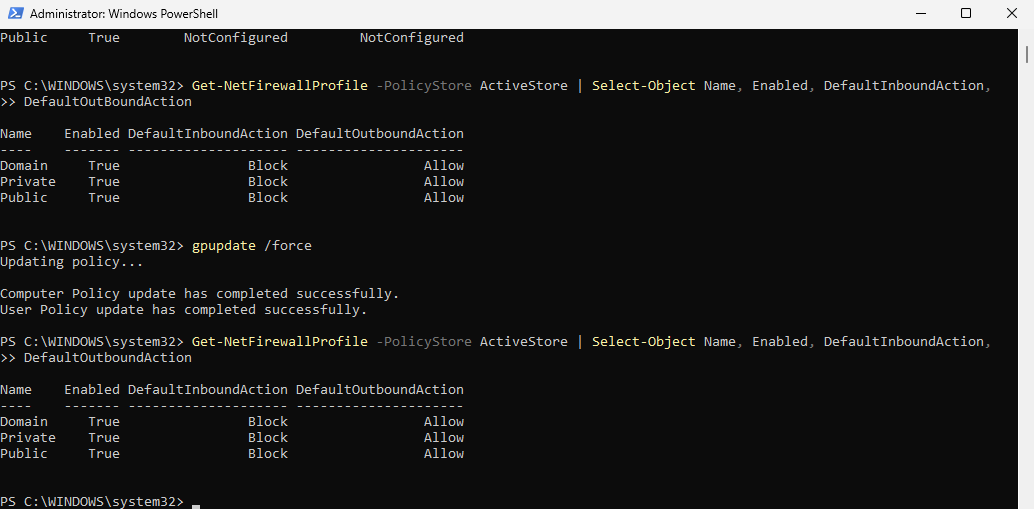 Administrator: Windows PowerShell
Public     True        NotConfigured         NotConfigured
PS C:\WINDOWS\system32> Get-NetFirewallProfile -PolicyStore ActiveStore | Select-Object Name, Enabled, DefaultInboundAction,
>> DefaultOutBoundAction
Name    Enabled DefaultInboundAction DefaultOutboundAction
----    ------- -------------------- ---------------------
Domain     True                Block                 Allow
Private    True                Block                 Allow
Public     True                Block                 Allow
PS C:\WINDOWS\system32> gpupdate /force
Updating policy...
Computer Policy update has completed successfully.
User Policy update has completed successfully.
PS C:\WINDOWS\system32> Get-NetFirewallProfile -PolicyStore ActiveStore | Select-Object Name, Enabled, DefaultInboundAction,
>> DefaultOutboundAction
Name    Enabled DefaultInboundAction DefaultOutboundAction
----    ------- -------------------- ---------------------
Domain     True                Block                 Allow
Private    True                Block                 Allow
Public     True                Block                 Allow
PS C:\WINDOWS\system32>